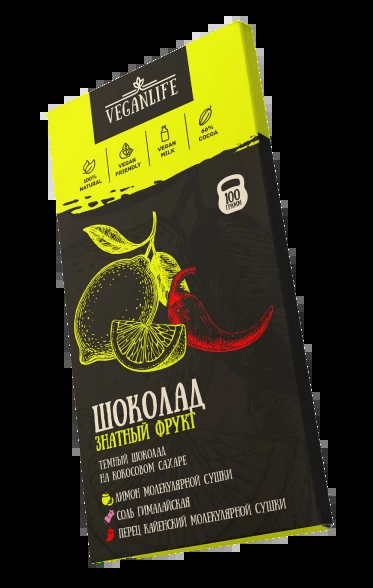 VEGANLIFE
100%
NATURAL
VEGAN
FRIENDLY
VEGAN
MILK
60%
COCOA
100
ГРАММ
ШОКОЛАД
ЗНАТНЫЙ ФРУКТ
ТЕМНЫЙ ШОКОЛАД
НА КОКОСОВОМ САХАРЕ
ЛИМОН МОЛЕКУЛЯРНОЙ СУШКИ
СОЛЬ ГИМАЛАЙСКАЯ
ПЕРЕЦ КАЙЕНСКИЙ МОЛЕКУЛЯРНОЙ СУШКИ